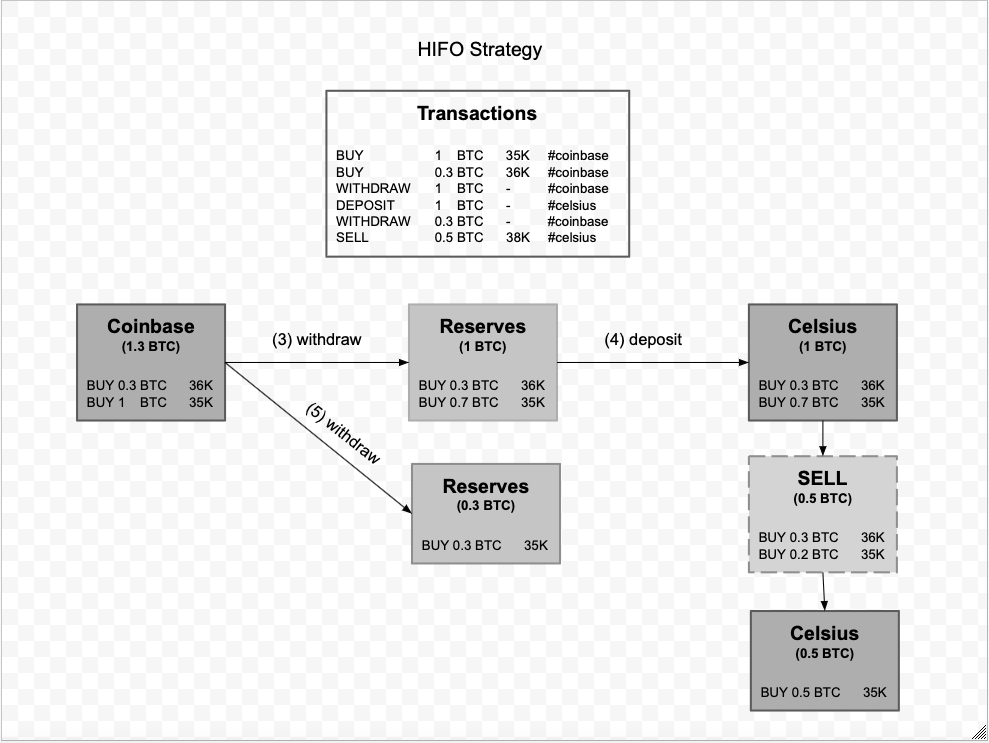 HIFO Strategy
Transactions
BUY 1 BTC 35K #coinbase
BUY 0.3 BTC 36K #coinbase
WITHDRAW 1 BTC - #coinbase
DEPOSIT 1 BTC - #celsius
WITHDRAW 0.3 BTC - #coinbase
SELL 0.5 BTC 38K #celsius
Coinbase
(1.3 BTC)
BUY 0.3 BTC 36K
BUY 1 BTC 35K
(3) withdraw
Reserves
(1 BTC)
BUY 0.3 BTC 36K
BUY 0.7 BTC 35K
(4) deposit
Celsius
(1 BTC)
BUY 0.3 BTC 36K
BUY 0.7 BTC 35K
(5) withdraw
Reserves
(0.3 BTC)
BUY 0.3 BTC 35K
SELL
(0.5 BTC)
BUY 0.3 BTC 36K
BUY 0.2 BTC 35K
Celsius
(0.5 BTC)
BUY 0.5 BTC 35K